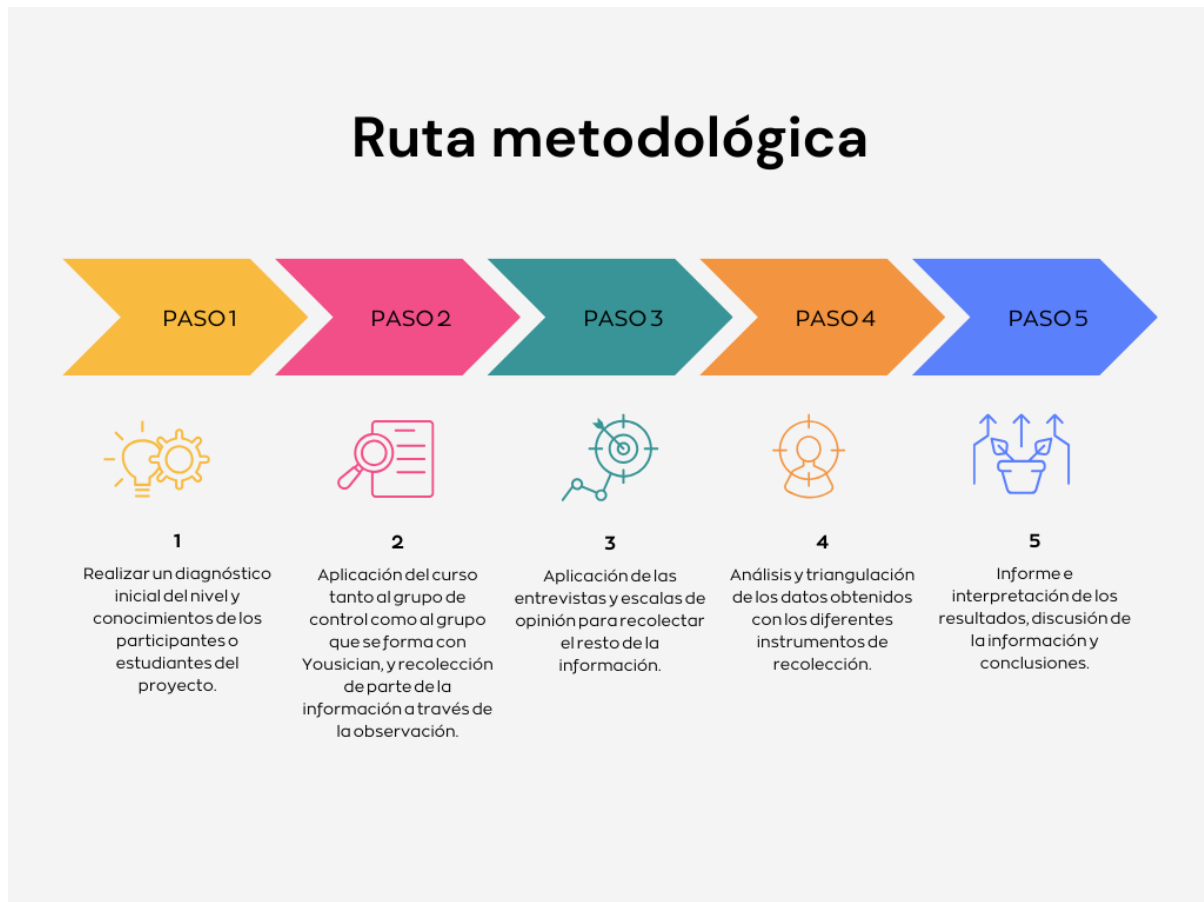 Ruta metodológica
PASO 1
PASO 2
PASO 3
PASO 4
PASO 5
1
Realizar un diagnóstico
inicial del nivel y
conocimientos de los
participantes o
estudiantes del
proyecto.
2
Aplicación del curso
tanto al grupo de
control como al grupo
que se forma con
Yousician, y recolección
de parte de la
información a través de
la observación.
3
Aplicación de las
entrevistas y escalas de
opinión para recolectar
el resto de la
información.
4
Análisis y triangulación
de los datos obtenidos
con los diferentes
instrumentos de
recolección.
5
Informe e
interpretación de los
resultados, discusión de
la información y
conclusiones.